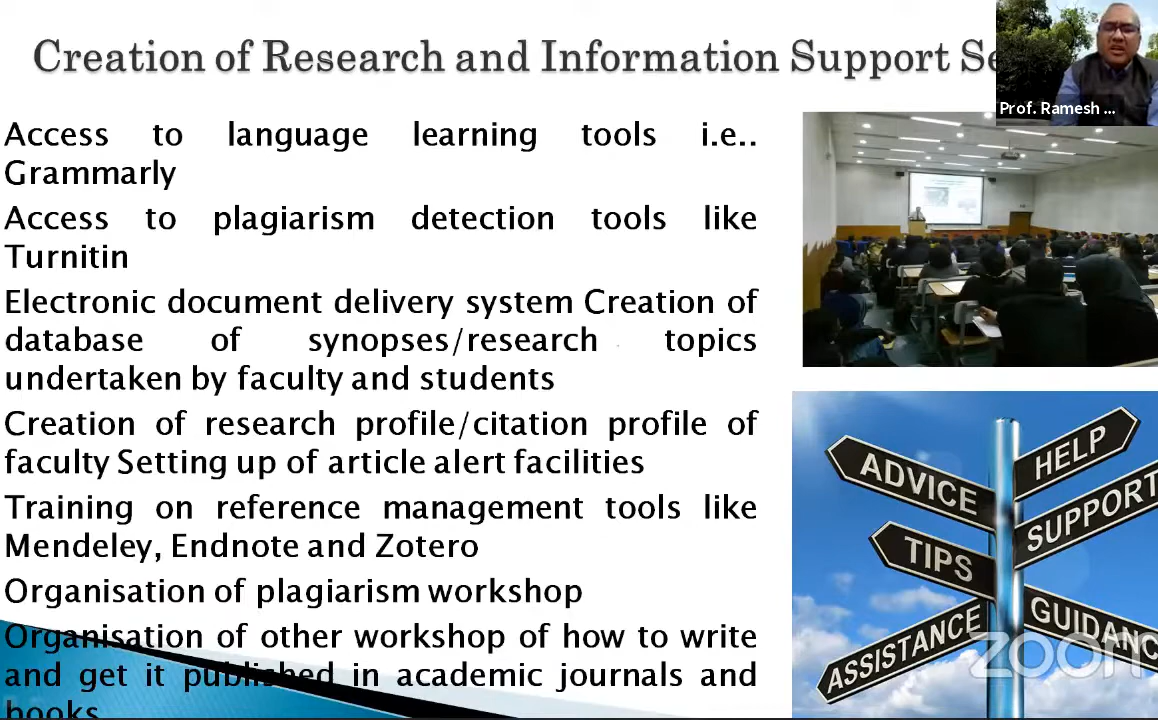 Creation of Research and Information Support
Prof. Ramesh ...
Access to language learning tools i.e..
Grammarly
Access to plagiarism detection tools like
Turnitin
Electronic document delivery system Creation of
database of synopses/research topics
undertaken by faculty and students
Creation of research profile/citation profile of
faculty Setting up of article alert facilities
Training on reference management tools like
Mendeley, Endnote and Zotero
Organisation of plagiarism workshop
Organisation of other workshop of how to write
and get it published in academic journals and
books
HELP
ADVICE
SUPPORT
TIPS
GUIDANC
ASSISTANCE
zoom